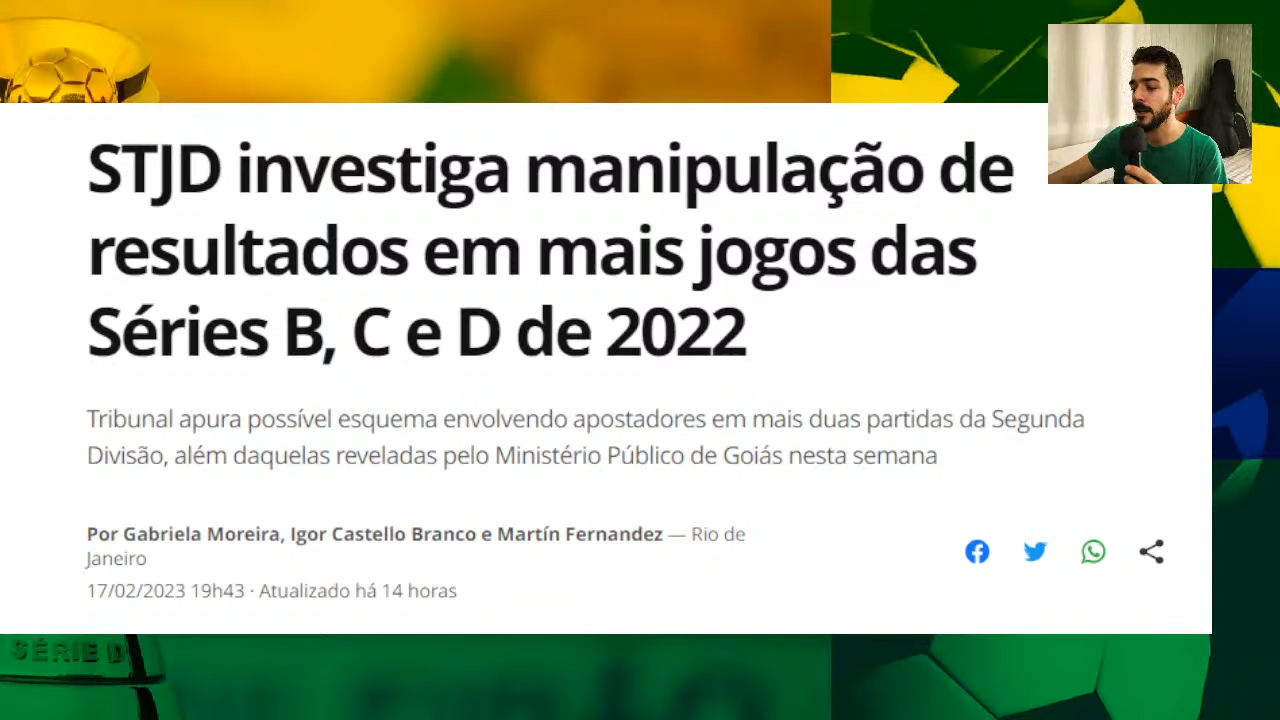 STJD investiga manipulação de
resultados em mais jogos das
Séries B, C e D de 2022
Tribunal apura possível esquema envolvendo apostadores em mais duas partidas da Segunda
Divisão, além daquelas reveladas pelo Ministério Público de Goiás nesta semana
Por Gabriela Moreira, Igor Castello Branco e Martín Fernandez — Rio de
Janeiro
17/02/2023 19h43 · Atualizado há 14 horas
SÉRIE D